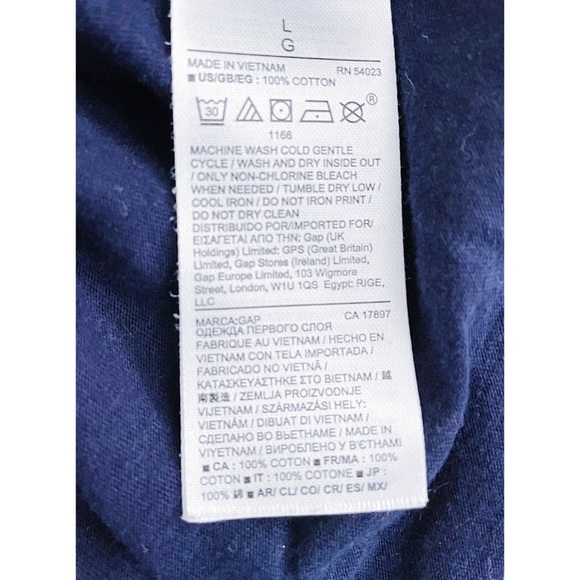 L
G
MADE IN VIETNAM RN 54023
■ US/GB/EG : 100% COTTON
30 ®
1166
MACHINE WASH COLD GENTLE
CYCLE / WASH AND DRY INSIDE OUT
/ ONLY NON-CHLORINE BLEACH
WHEN NEEDED / TUMBLE DRY LOW /
COOL IRON / DO NOT IRON PRINT /
DO NOT DRY CLEAN
DISTRIBUTED FOR/IMPORTED FOR/
ΕΙΣΑΓΕΤΑΙ ΑΠΟ ΤΗΝ: Gap (UK
Holdings) Limited: GPS (Great Britain)
Limited, Gap Stores (Ireland) Limited,
Gap Europe Limited, 103 Wigmore
Street, London, W1U 1QS Egypt: RIGE,
LLC
MARCA:GAP CA 17897
ОДЕЖДА ПЕРВОГО СЛОЯ
FABRIQUE AU VIETNAM / HECHO EN
VIETNAM CON TELA IMPORTADA /
FABRICADO NO VIETNÃ /
ΚΑΤΑΣΚΕΥΑΣΤΗΚΕ ΣΤΟ ΒΙΕΤΝΑΜ / 越
南製造 / ZEMLJA PROIZVODNJE
VIJETNAM / SZÁRMAZÁSI HELY:
VIETNÁM / DIBUAT DI VIETNAM /
СДЕЛАНО ВО ВЬЕТНАМЕ / MADE IN
VİYETNAM / ВИРОБЛЕНО У В'ЄТНАМІ
■ CA : 100% COTON ■ FR/MA : 100%
COTON ■ IT : 100% COTONE ■ JP :
100% 綿 ■ AR/ CL/ CO/ CR/ ES/ MX/